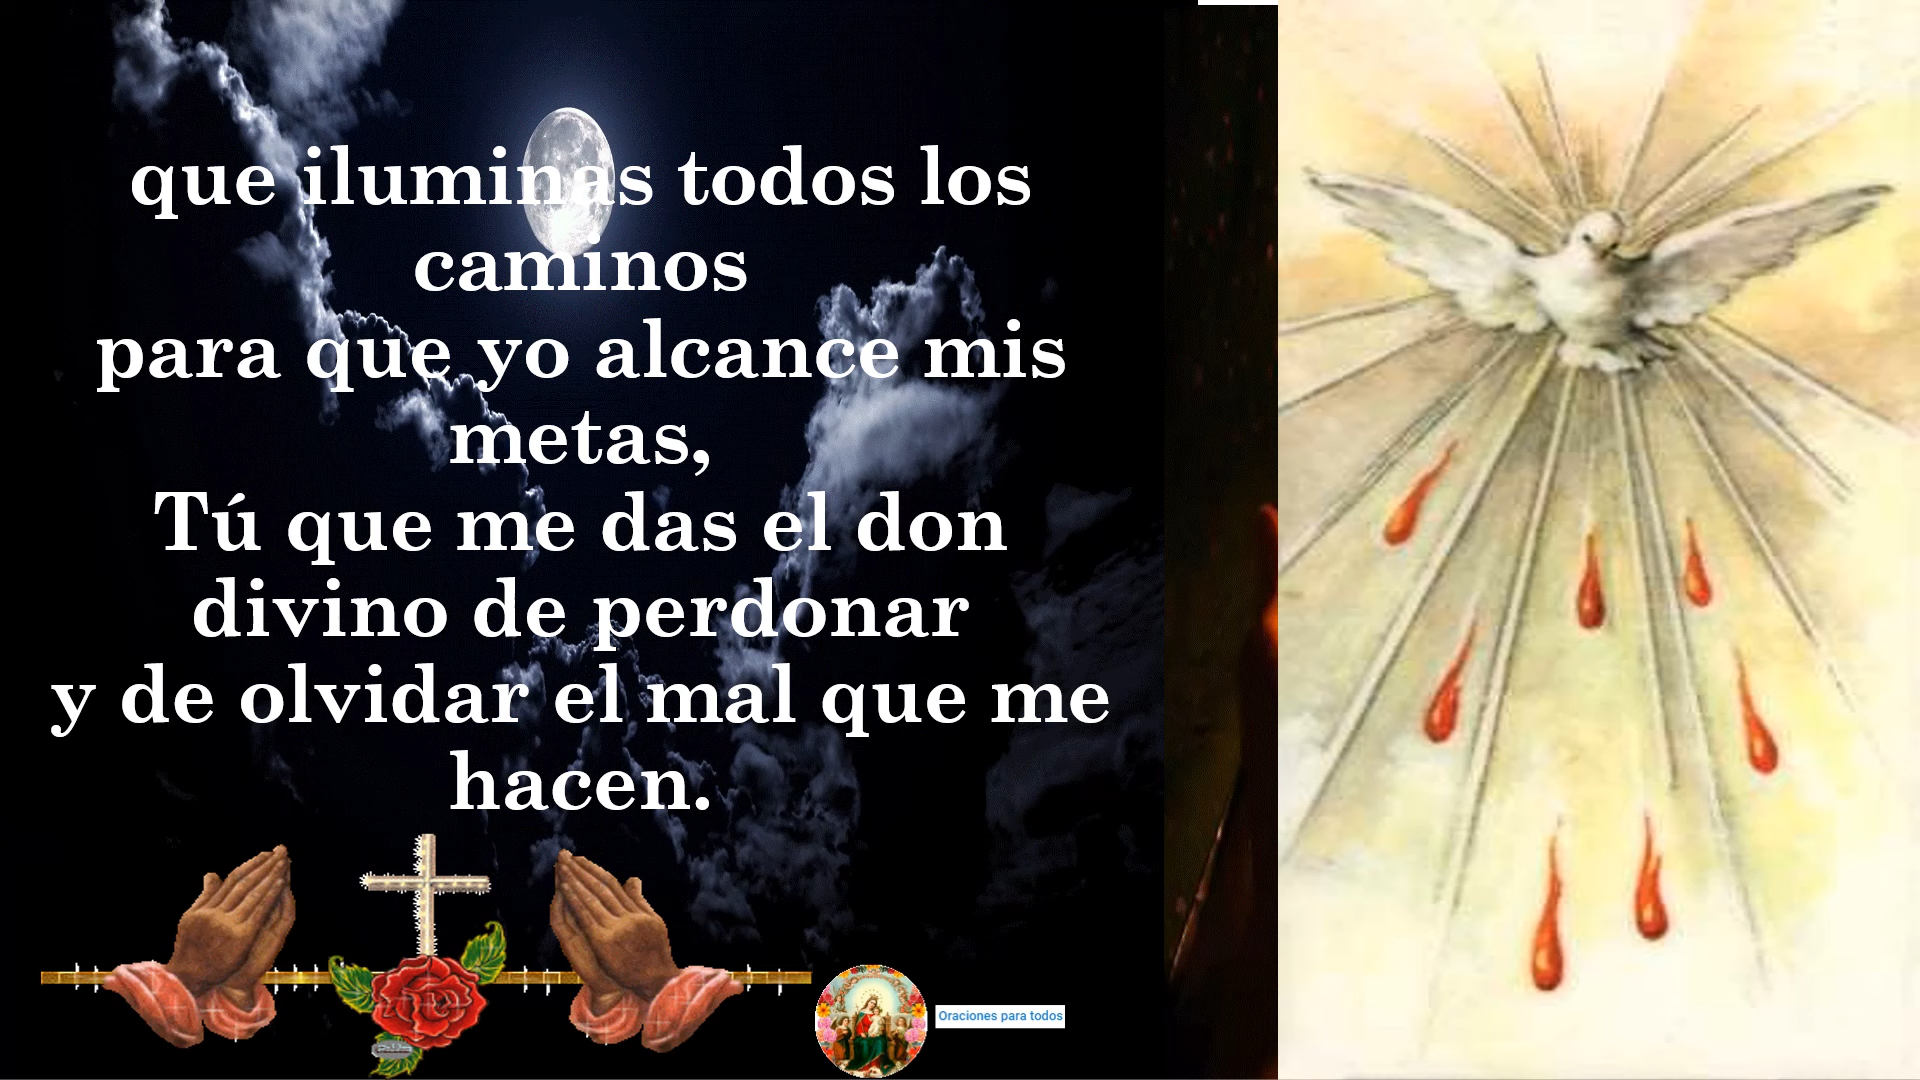 que iluminas todos los
caminos
para que yo alcance mis
metas,
Tú que me das el don
divino de perdonar
y de olvidar el mal que me
hacen.
Oraciones para todos